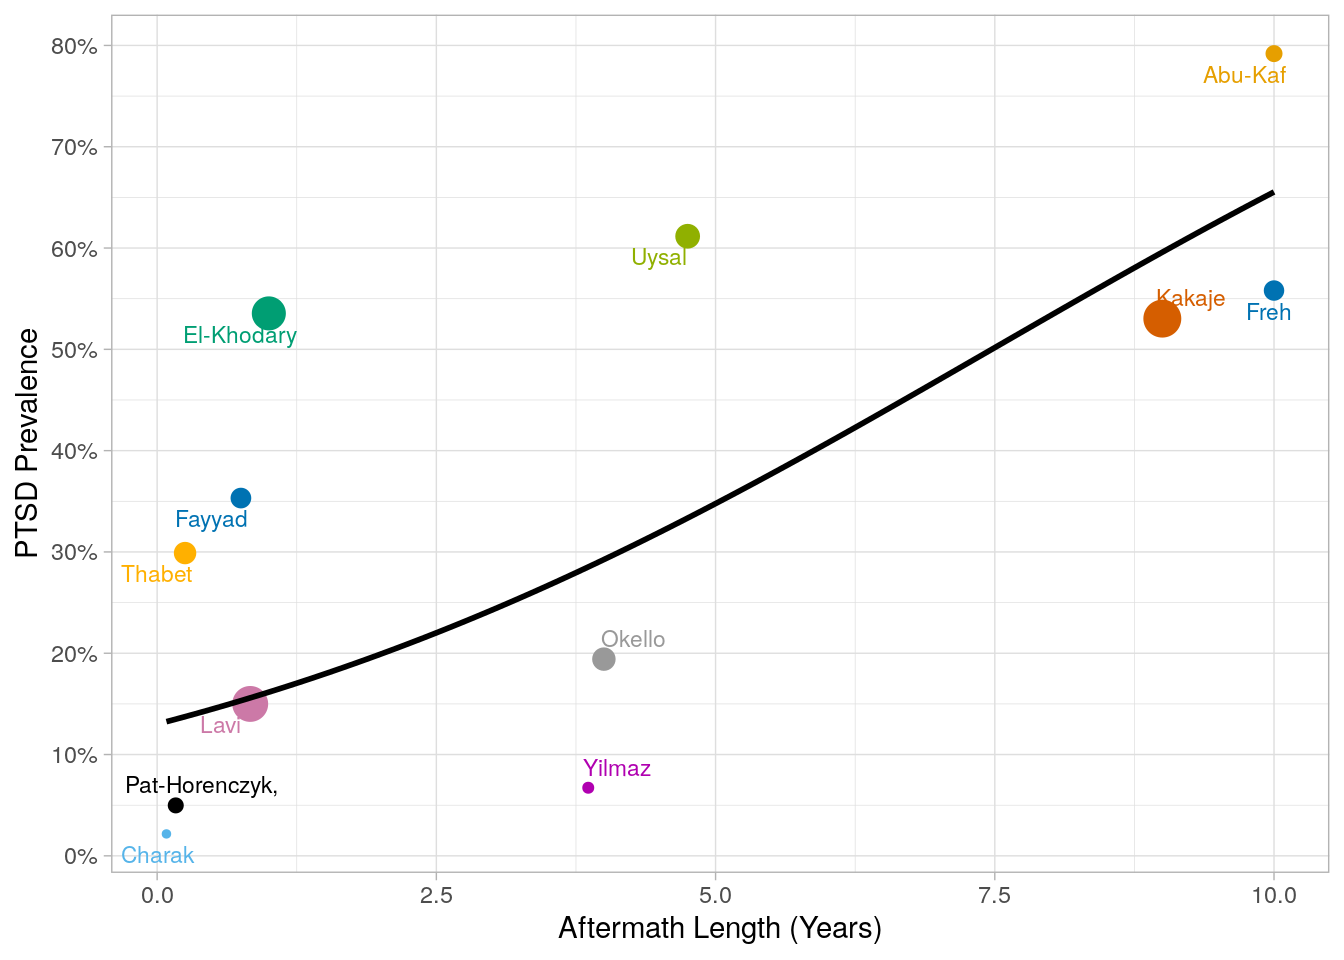 80%
Abu-Kaf
70%
60%
Uysal
Kakaje
Freh
El-Khodary
50%
PTSD Prevalence
40%
Fayyad
30%
Thabet
Okello
20%
Lavi
10%
Yilmaz
Pat-Horenczyk,
Charak
0%
0.0 2.5 5.0 7.5 10.0
Aftermath Length (Years)